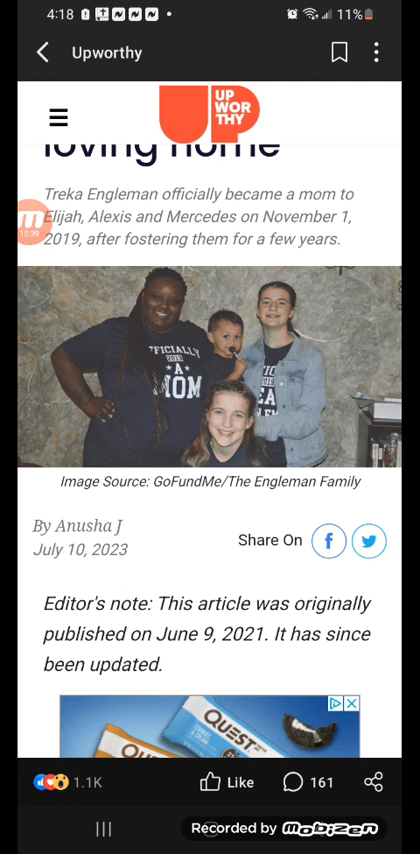 4:18
11%
Upworthy
UP
WOR
THY
loving home
Treka Engleman officially became a mom to
Elijah, Alexis and Mercedes on November 1,
2019, after fostering them for a few years.
15:39
OFFICIALLY
A
MOM
Image Source: GoFundMe/The Engleman Family
By Anusha J
July 10, 2023
Share On
Editor's note: This article was originally
published on June 9, 2021. It has since
been updated.
QUEST
1.1K
Like
161
Recorded by mobizen